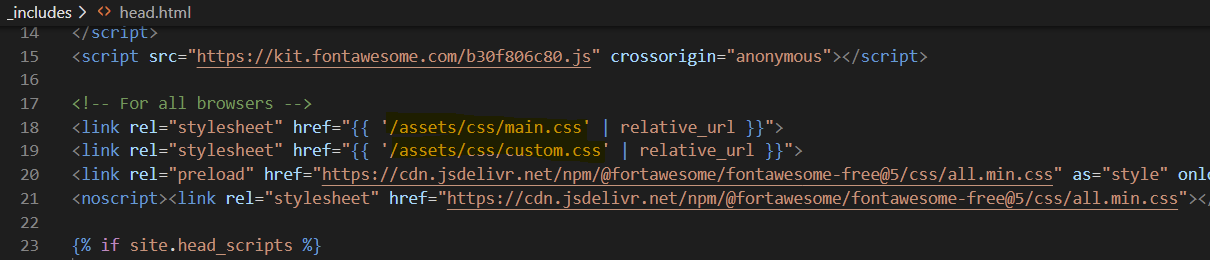 _includes > <> head.html
14 </script>
15 <script src="https://kit.fontawesome.com/b30f806c80.js" crossorigin="anonymous"></script>
16
17 <!-- For all browsers -->
18 <link rel="stylesheet" href="{{ '/assets/css/main.css' | relative_url }}">
19 <link rel="stylesheet" href="{{ '/assets/css/custom.css' | relative_url }}">
20 <link rel="preload" href="https://cdn.jsdelivr.net/npm/@fortawesome/fontawesome-free@5/css/all.min.css" as="style" onlo
21 <noscript><link rel="stylesheet" href="https://cdn.jsdelivr.net/npm/@fortawesome/fontawesome-free@5/css/all.min.css"></
22
23 {% if site.head_scripts %}